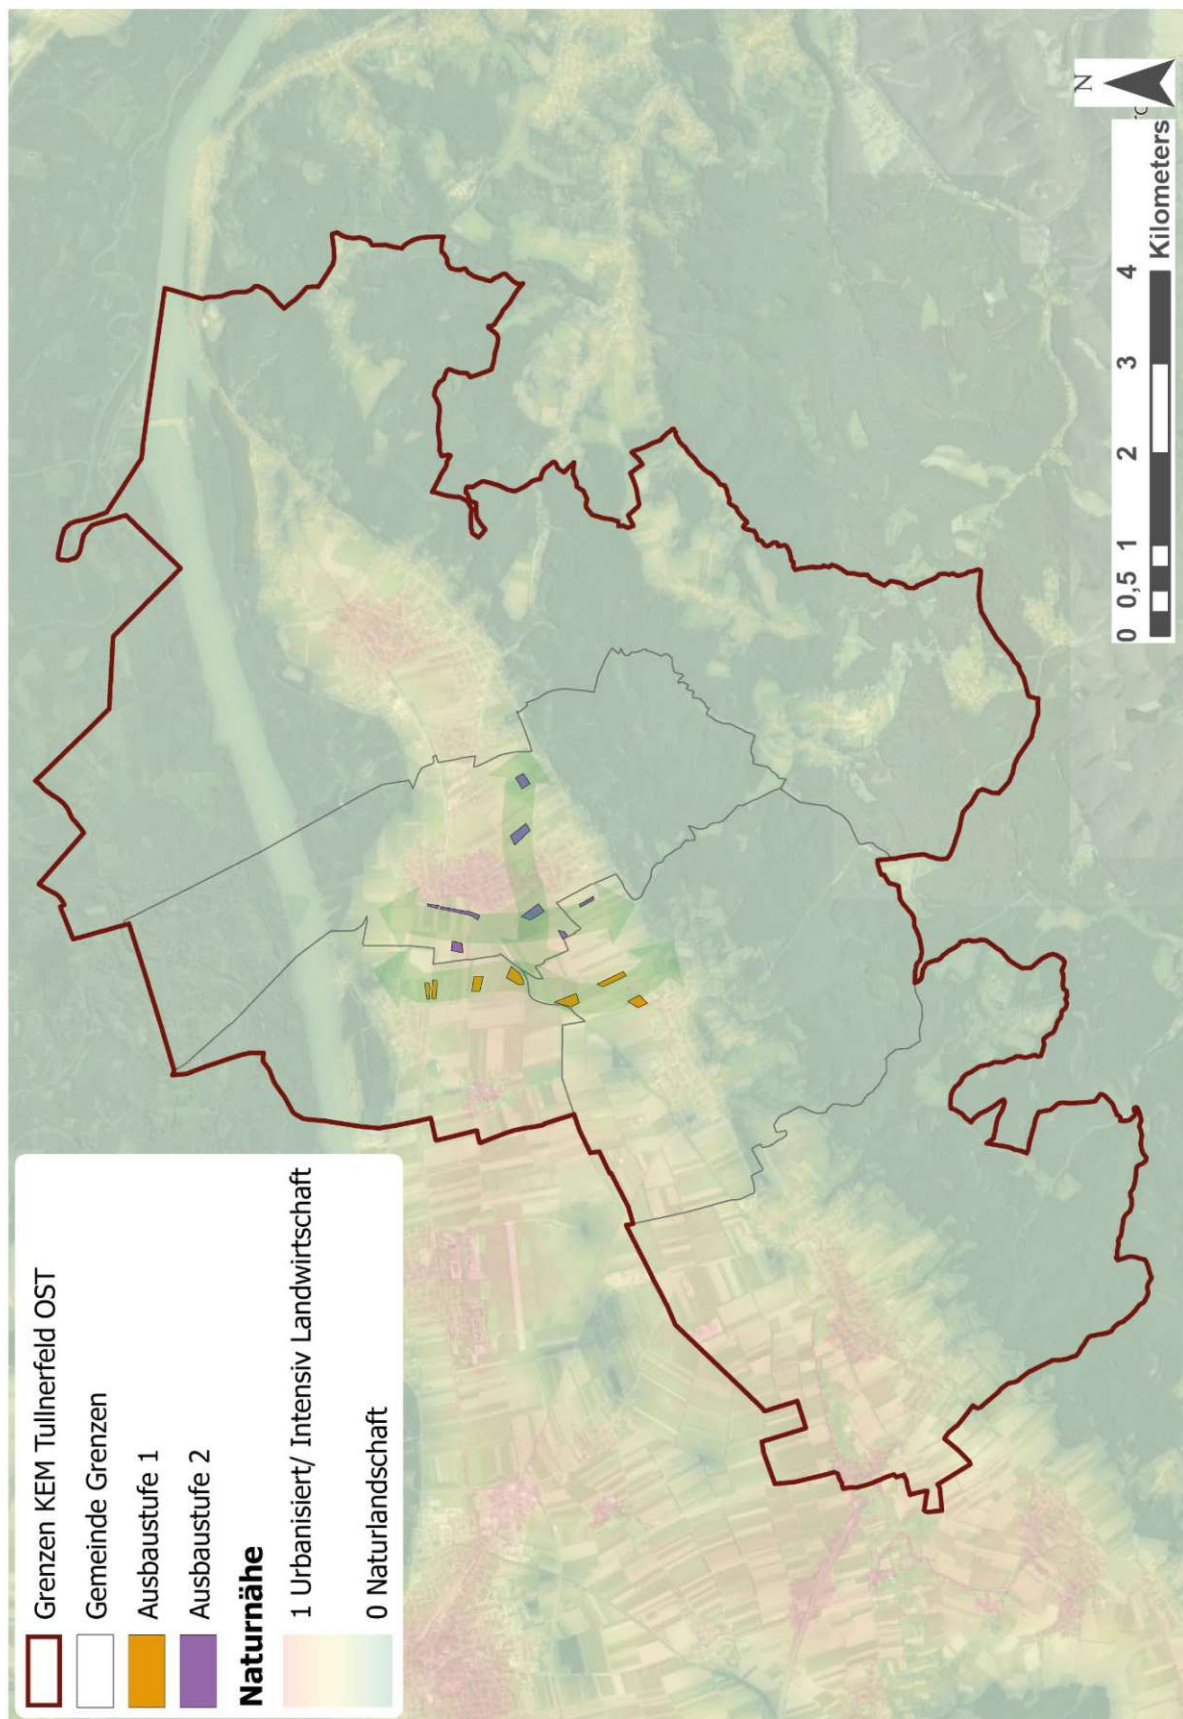 Grenzen KEM Tullnerfeld OST
Gemeinde Grenzen
Ausbaustufe 1
Ausbaustufe 2
Naturnähe
1 Urbanisiert/ Intensiv Landwirtschaft
0 Naturlandschaft
N
0 0,5 1 2 3 4
Kilometers